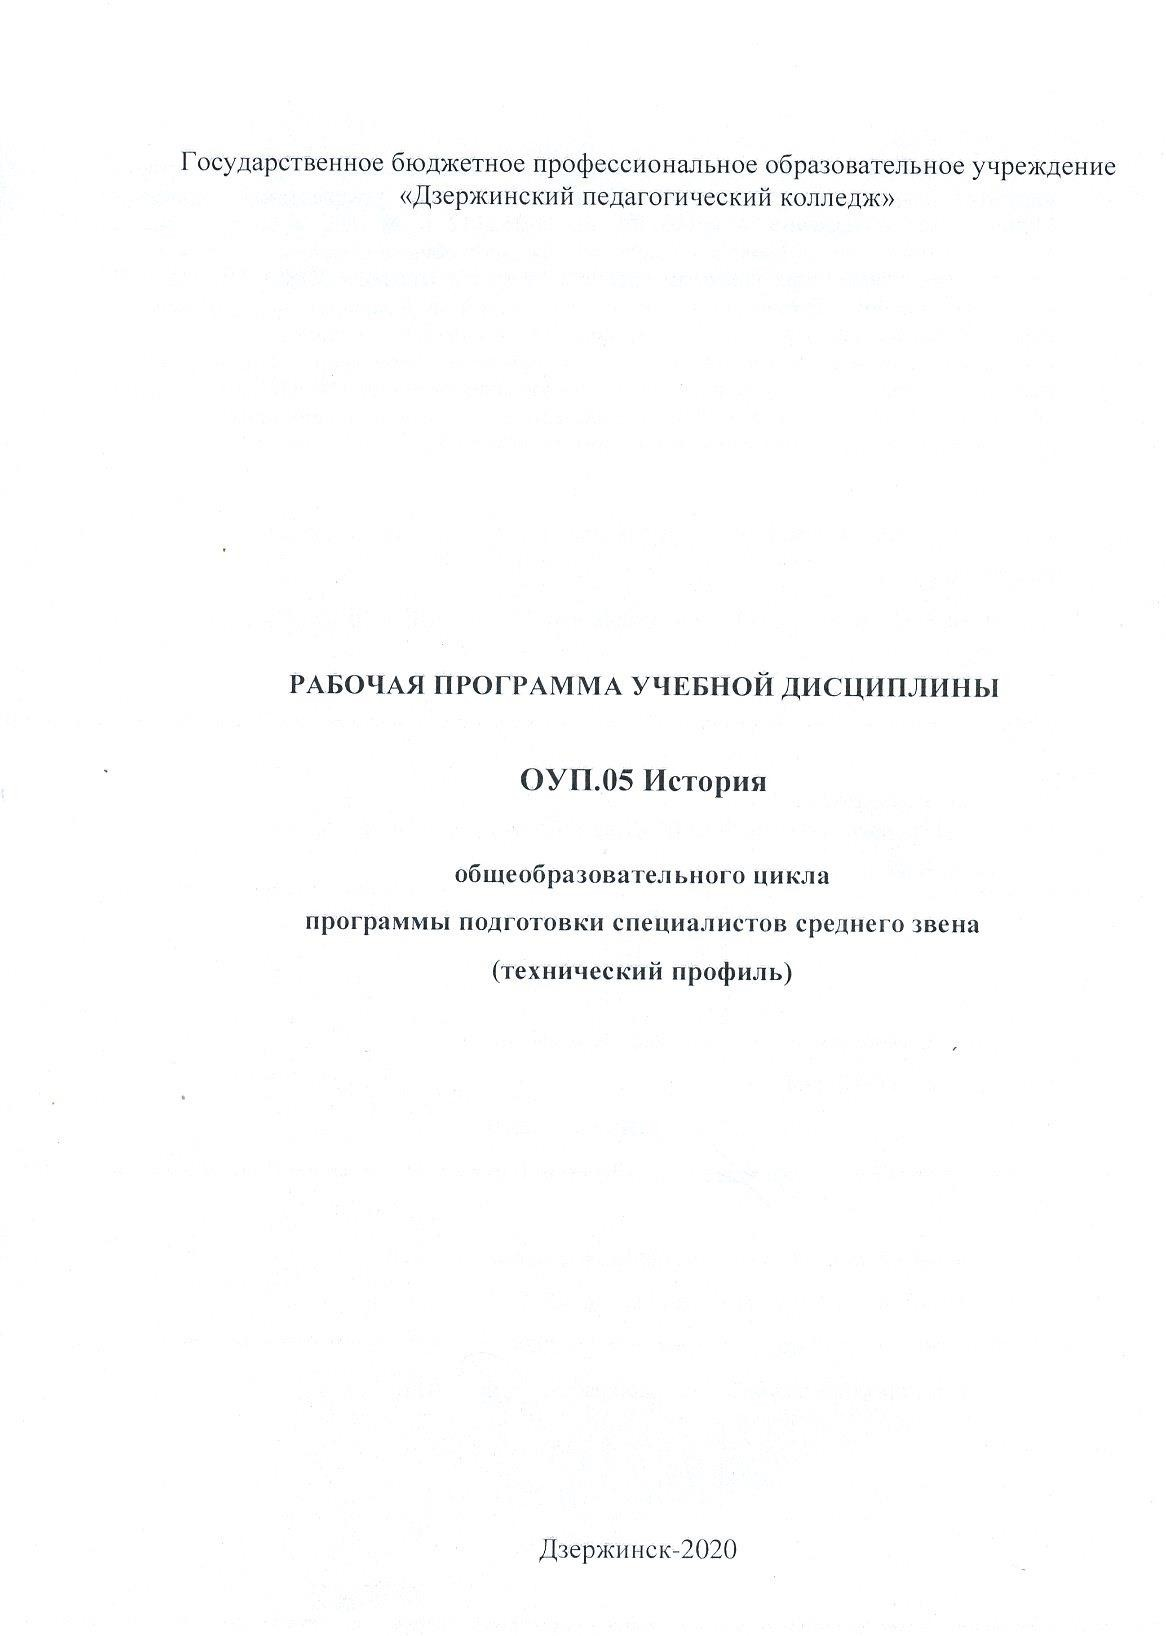 Государственное бюджетное профессиональное образовательное учреждение
«Дзержинский педагогический колледж»
РАБОЧАЯ ПРОГРАММА УЧЕБНОЙ ДИСЦИПЛИНЫ
ОУП.05 История
общеобразовательного цикла
программы подготовки специалистов среднего звена
(технический профиль)
Дзержинск-2020